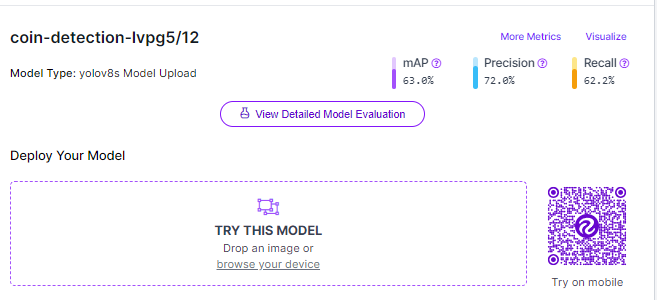 coin-detection-lvpg5/12
More Metrics
Visualize
Model Type: yolov8s Model Upload
mAP ?
Precision ?
Recall ?
63.0%
72.0%
62.2%
View Detailed Model Evaluation
Deploy Your Model
TRY THIS MODEL
Drop an image or
browse your device
Try on mobile